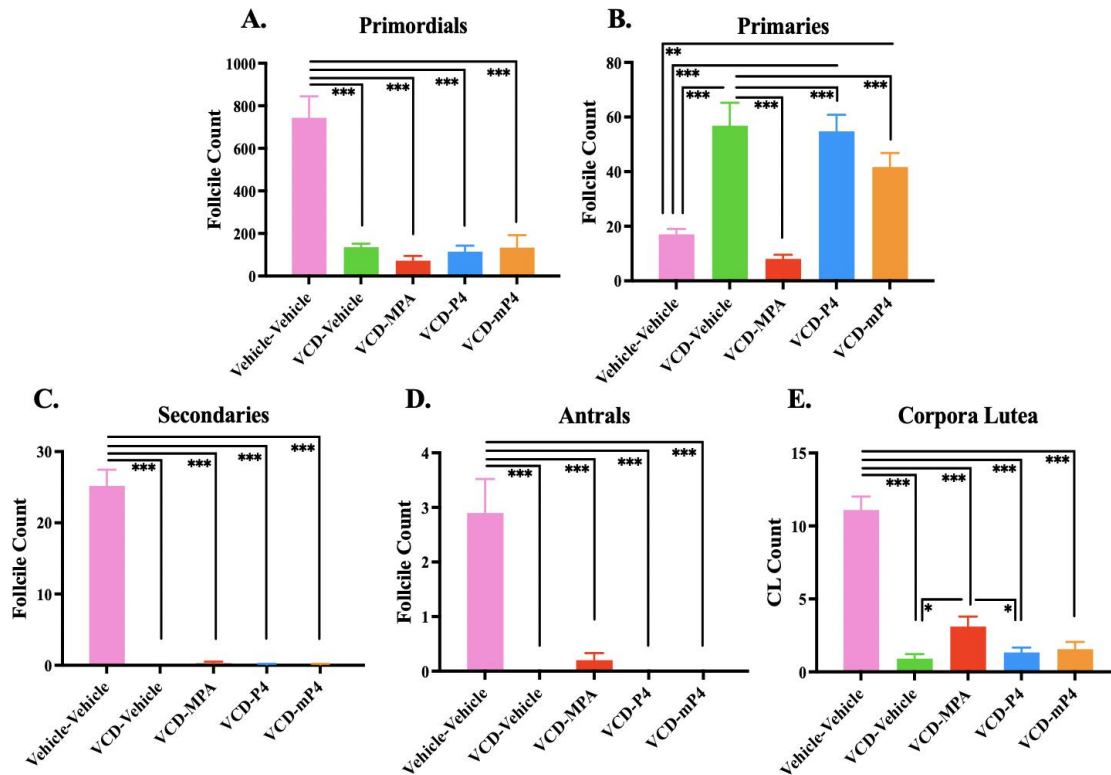 A.
Primordials
Follcile Count
1000
800
600
400
200
0
***
***
***
***
Vehicle-Vehicle
VCD-Vehicle
VCD-MPA
VCD-P4
VCD-mP4
B.
Primaries
Follcile Count
80
60
40
20
0
**
***
***
***
***
***
Vehicle-Vehicle
VCD-Vehicle
VCD-MPA
VCD-P4
VCD-mP4
C.
Secondaries
Follcile Count
30
20
10
0
***
***
***
***
Vehicle-Vehicle
VCD-Vehicle
VCD-MPA
VCD-P4
VCD-mP4
D.
Antrals
Follcile Count
4
3
2
1
0
***
***
***
***
Vehicle-Vehicle
VCD-Vehicle
VCD-MPA
VCD-P4
VCD-mP4
E.
Corpora Lutea
CL Count
15
10
5
0
***
***
***
***
*
*
Vehicle-Vehicle
VCD-Vehicle
VCD-MPA
VCD-P4
VCD-mP4